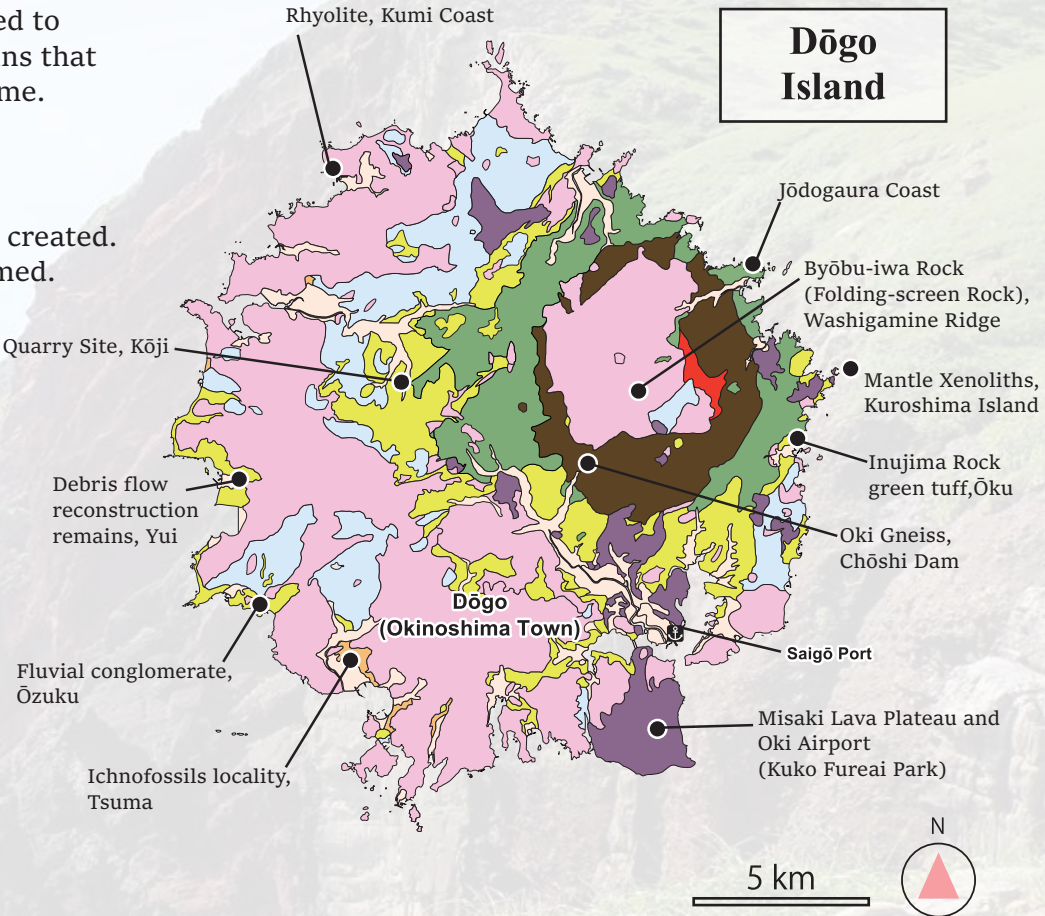 ed to
ns that
me.
created.
med.
Dōgo
Island
Rhyolite, Kumi Coast
Jōdogaura Coast
Byōbu-iwa Rock
(Folding-screen Rock),
Washigamine Ridge
Quarry Site, Kōji
Mantle Xenoliths,
Kuroshima Island
Inujima Rock
green tuff,Ōku
Debris flow
reconstruction
remains, Yui
Oki Gneiss,
Chōshi Dam
Dōgo
(Okinoshima Town)
Saigō Port
Fluvial conglomerate,
Ōzuku
Misaki Lava Plateau and
Oki Airport
(Kuko Fureai Park)
Ichnofossils locality,
Tsuma
N
5 km